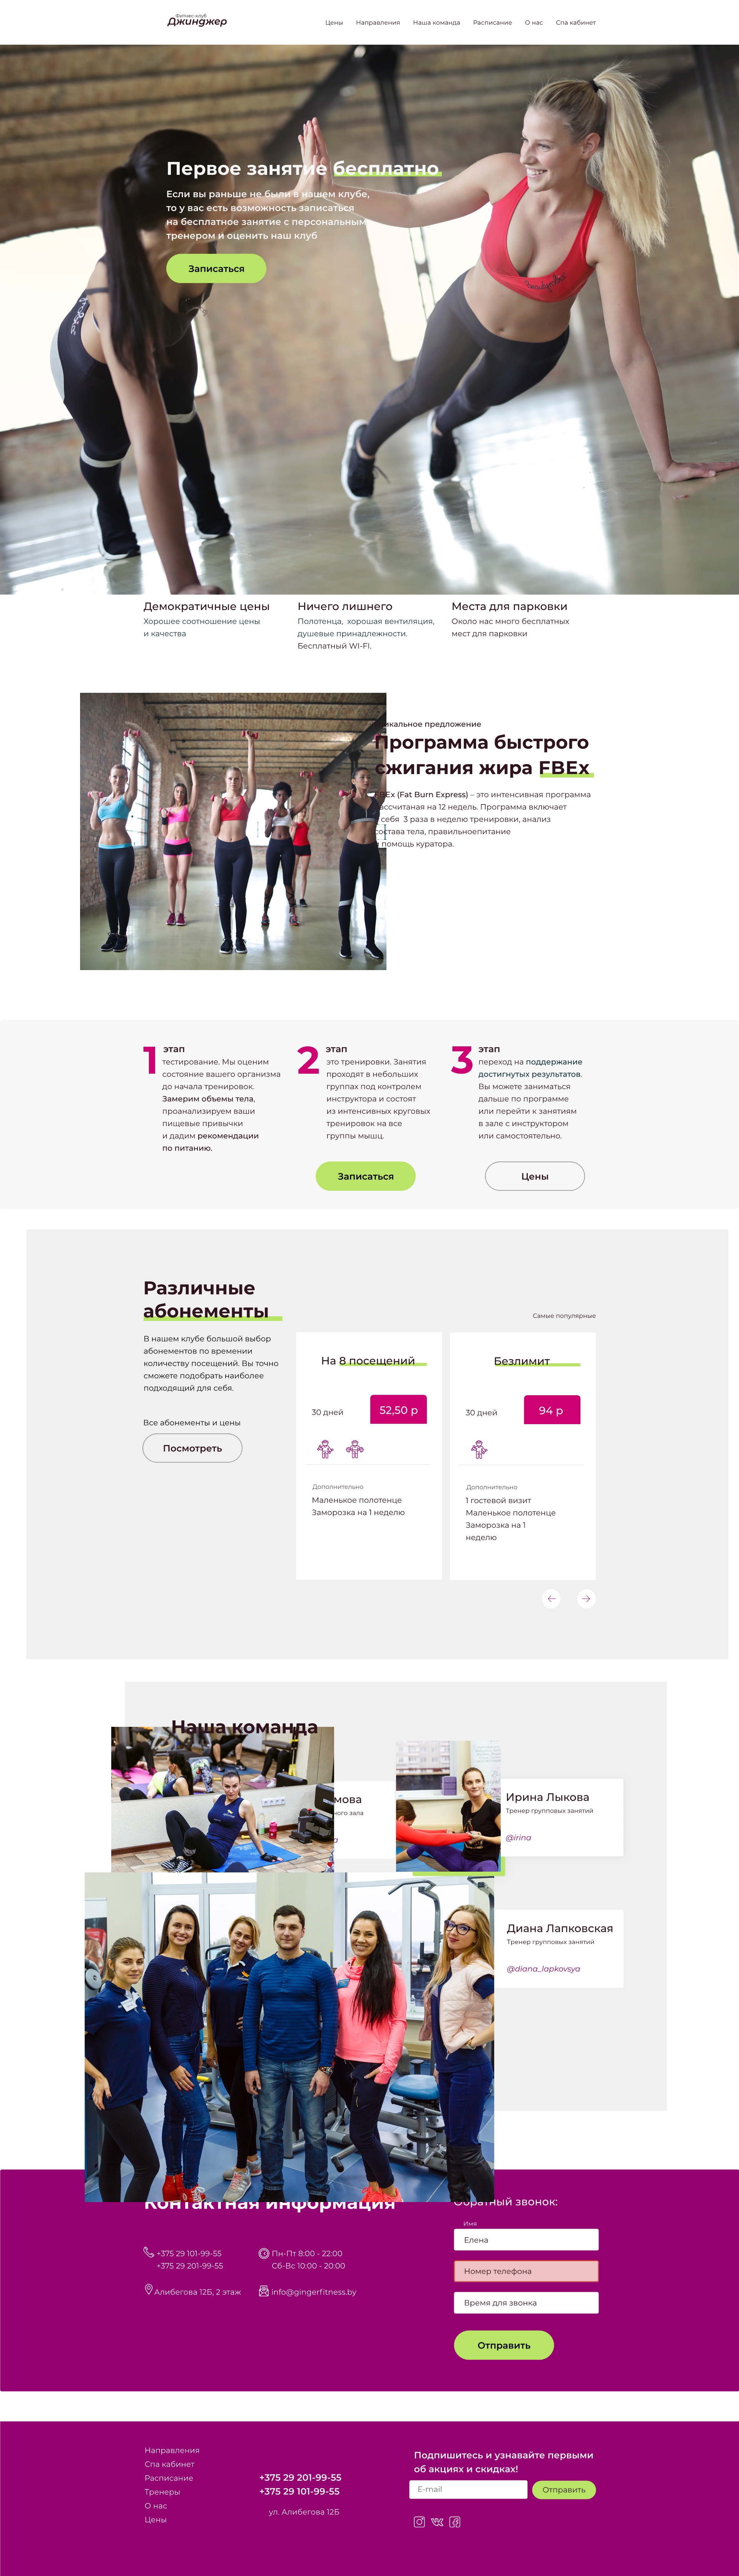 Фитнес-клуб
Джинджер
Цены Направления Наша команда Расписание О нас Спа кабинет
Первое занятие бесплатно
Если вы раньше не были в нашем клубе,
то у вас есть возможность записаться
на бесплатное занятие с персональным
тренером и оценить наш клуб
Записаться
Демократичные цены
Хорошее соотношение цены
и качества
Ничего лишнего
Полотенца, хорошая вентиляция,
душевые принадлежности.
Бесплатный WI-FI.
Места для парковки
Около нас много бесплатных
мест для парковки
предложение
Программа быстрого
сжигания жира FBEx
FBEx (Fat Burn Express) – это интенсивная программа
рассчитаная на 12 недель. Программа включает
себя 3 раза в неделю тренировки, анализ
состава тела, правильноепитание
помощь куратора.
1 этап
тестирование. Мы оценим
состояние вашего организма
до начала тренировок.
Замерим объемы тела,
проанализируем ваши
пищевые привычки
и дадим рекомендации
по питанию.
2 этап
это тренировки. Занятия
проходят в небольших
группах под контролем
инструктора и состоят
из интенсивных круговых
тренировок на все
группы мышц.
3 этап
переход на поддержание
достигнутых результатов.
Вы можете заниматься
дальше по программе
или перейти к занятиям
в зале с инструктором
или самостоятельно.
Записаться
Цены
Различные
абонементы
В нашем клубе большой выбор
абонементов по времении
количеству посещений. Вы точно
сможете подобрать наиболее
подходящий для себя.
Все абонементы и цены
Посмотреть
Самые популярные
На 8 посещений
30 дней
52,50 р
Дополнительно
Маленькое полотенце
Заморозка на 1 неделю
Безлимит
30 дней
94 р
Дополнительно
1 гостевой визит
Маленькое полотенце
Заморозка на 1
неделю
Наша команда
Ирина Лыкова
Тренер групповых занятий
@irina
Диана Лапковская
Тренер групповых занятий
@diana_lapkovsya
Контактная информация
+375 29 101-99-55
+375 29 201-99-55
Пн-Пт 8:00 - 22:00
Сб-Вс 10:00 - 20:00
Алибегова 12Б, 2 этаж
info@gingerfitness.by
Обратный звонок:
Имя
Елена
Номер телефона
Время для звонка
Отправить
Направления
Спа кабинет
Расписание
Тренеры
О нас
Цены
+375 29 201-99-55
+375 29 101-99-55
ул. Алибегова 12Б
Подпишитесь и узнавайте первыми
об акциях и скидках!
E-mail
Отправить